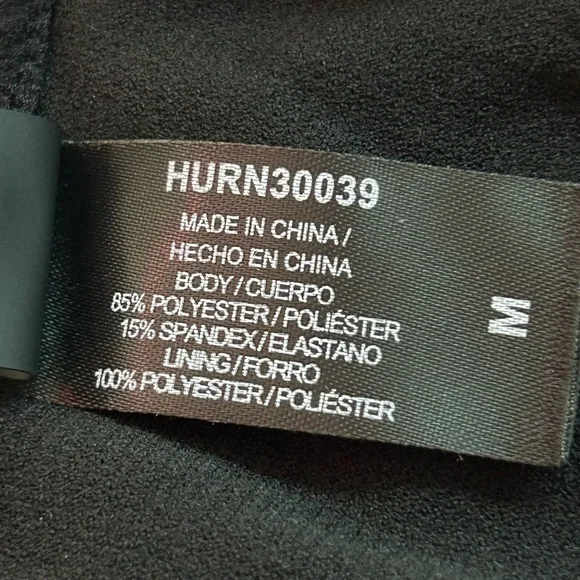 HURN30039
MADE IN CHINA /
HECHO EN CHINA
BODY / CUERPO
85% POLYESTER / POLIÉSTER
15% SPANDEX / ELASTANO
LINING / FORRO
100% POLYESTER / POLIÉSTER
M